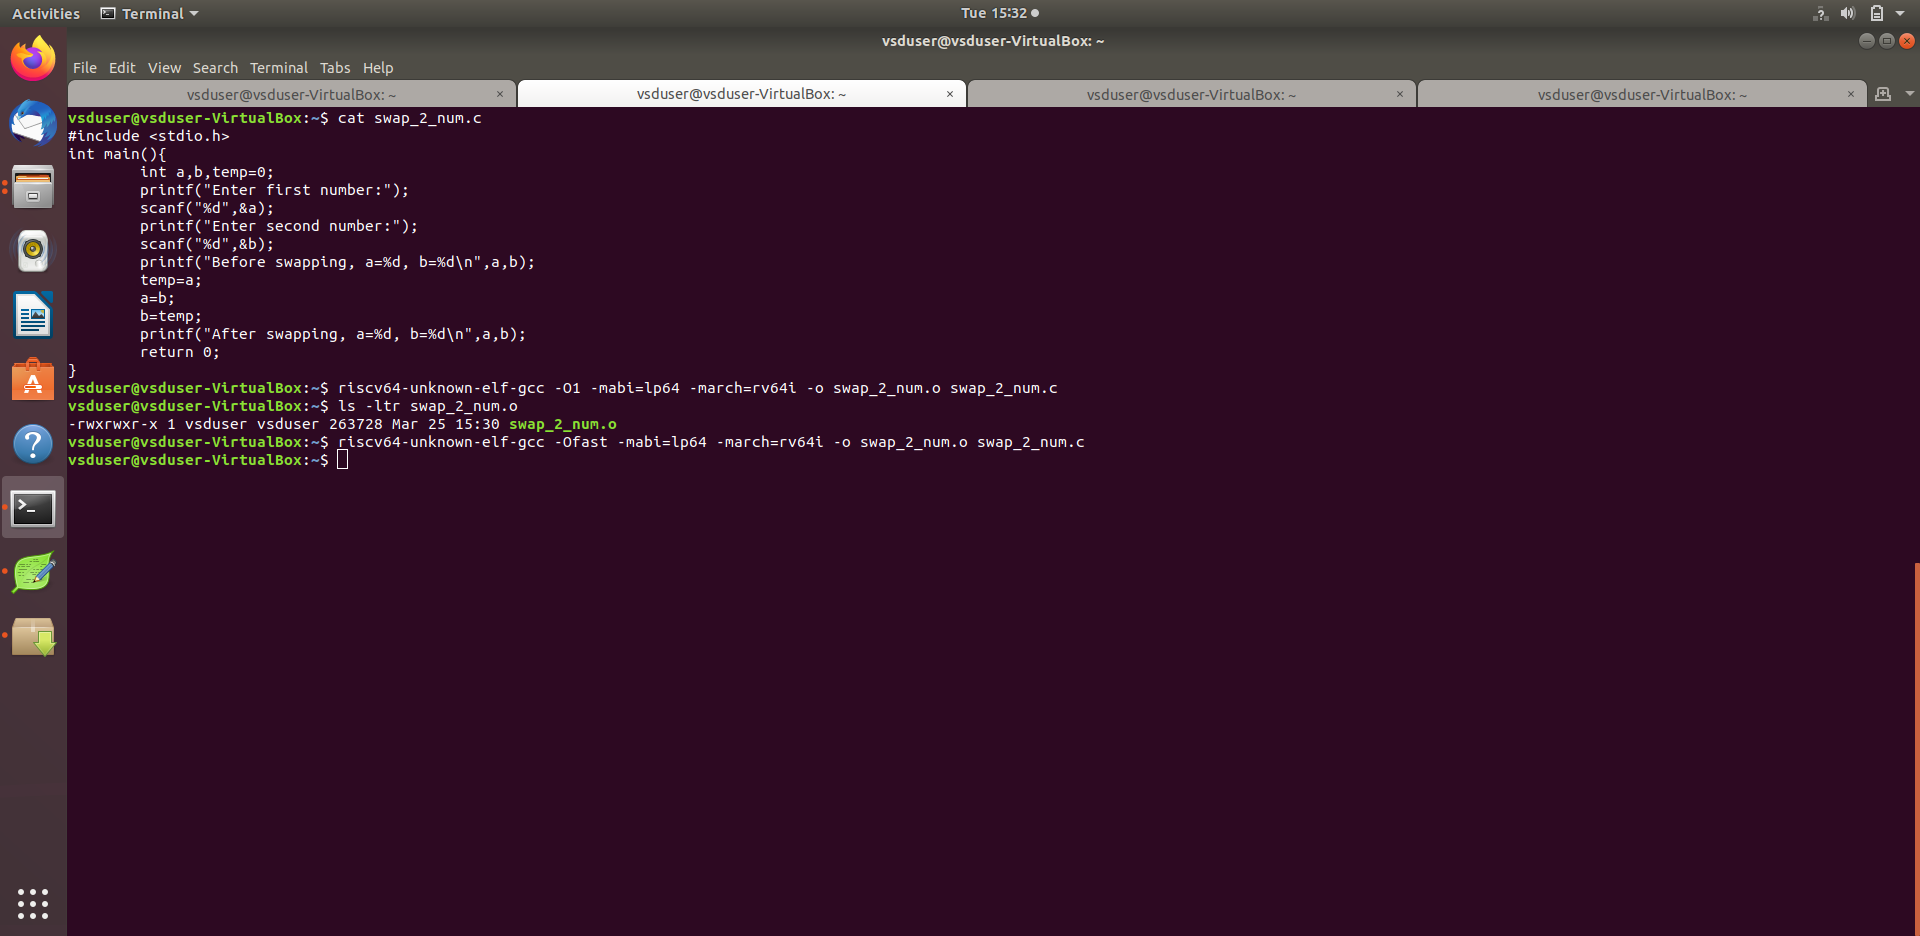 Activities Terminal Tue 15:32
vsduser@vsduser-VirtualBox: ~
File Edit View Search Terminal Tabs Help
vsduser@vsduser-VirtualBox: ~ × vsduser@vsduser-VirtualBox: ~ × vsduser@vsduser-VirtualBox: ~ × vsduser@vsduser-VirtualBox: ~ ×
vsduser@vsduser-VirtualBox:~$ cat swap_2_num.c
#include <stdio.h>
int main(){
        int a,b,temp=0;
        printf("Enter first number:");
        scanf("%d",&a);
        printf("Enter second number:");
        scanf("%d",&b);
        printf("Before swapping, a=%d, b=%d\n",a,b);
        temp=a;
        a=b;
        b=temp;
        printf("After swapping, a=%d, b=%d\n",a,b);
        return 0;
}
vsduser@vsduser-VirtualBox:~$ riscv64-unknown-elf-gcc -O1 -mabi=lp64 -march=rv64i -o swap_2_num.o swap_2_num.c
vsduser@vsduser-VirtualBox:~$ ls -ltr swap_2_num.o
-rwxrwxr-x 1 vsduser vsduser 263728 Mar 25 15:30 swap_2_num.o
vsduser@vsduser-VirtualBox:~$ riscv64-unknown-elf-gcc -Ofast -mabi=lp64 -march=rv64i -o swap_2_num.o swap_2_num.c
vsduser@vsduser-VirtualBox:~$